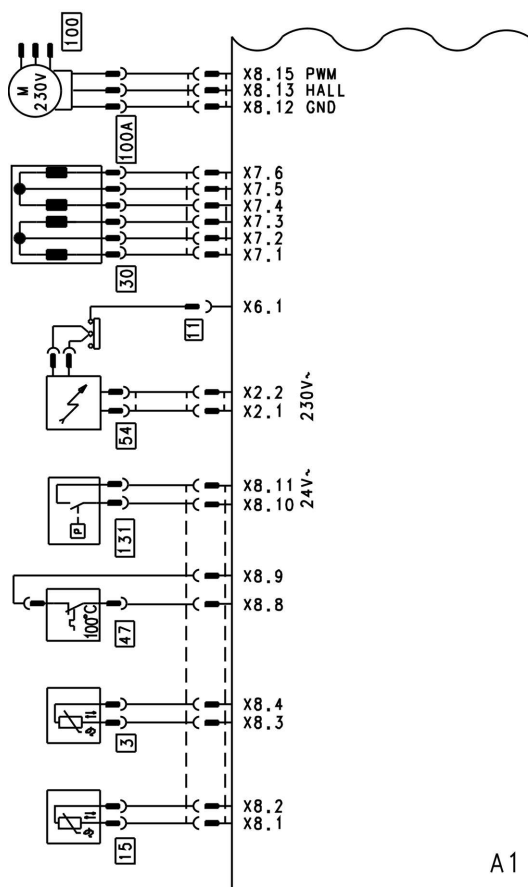 100
M
230V
X8.15 PWM
X8.13 HALL
X8.12 GND
100A
X7.6
X7.5
X7.4
X7.3
X7.2
X7.1
30
X6.1
11
X2.2
X2.1
230V~
54
X8.11
X8.10
24V~
P
131
X8.9
X8.8
100°C
47
X8.4
X8.3
3
X8.2
X8.1
15
A1